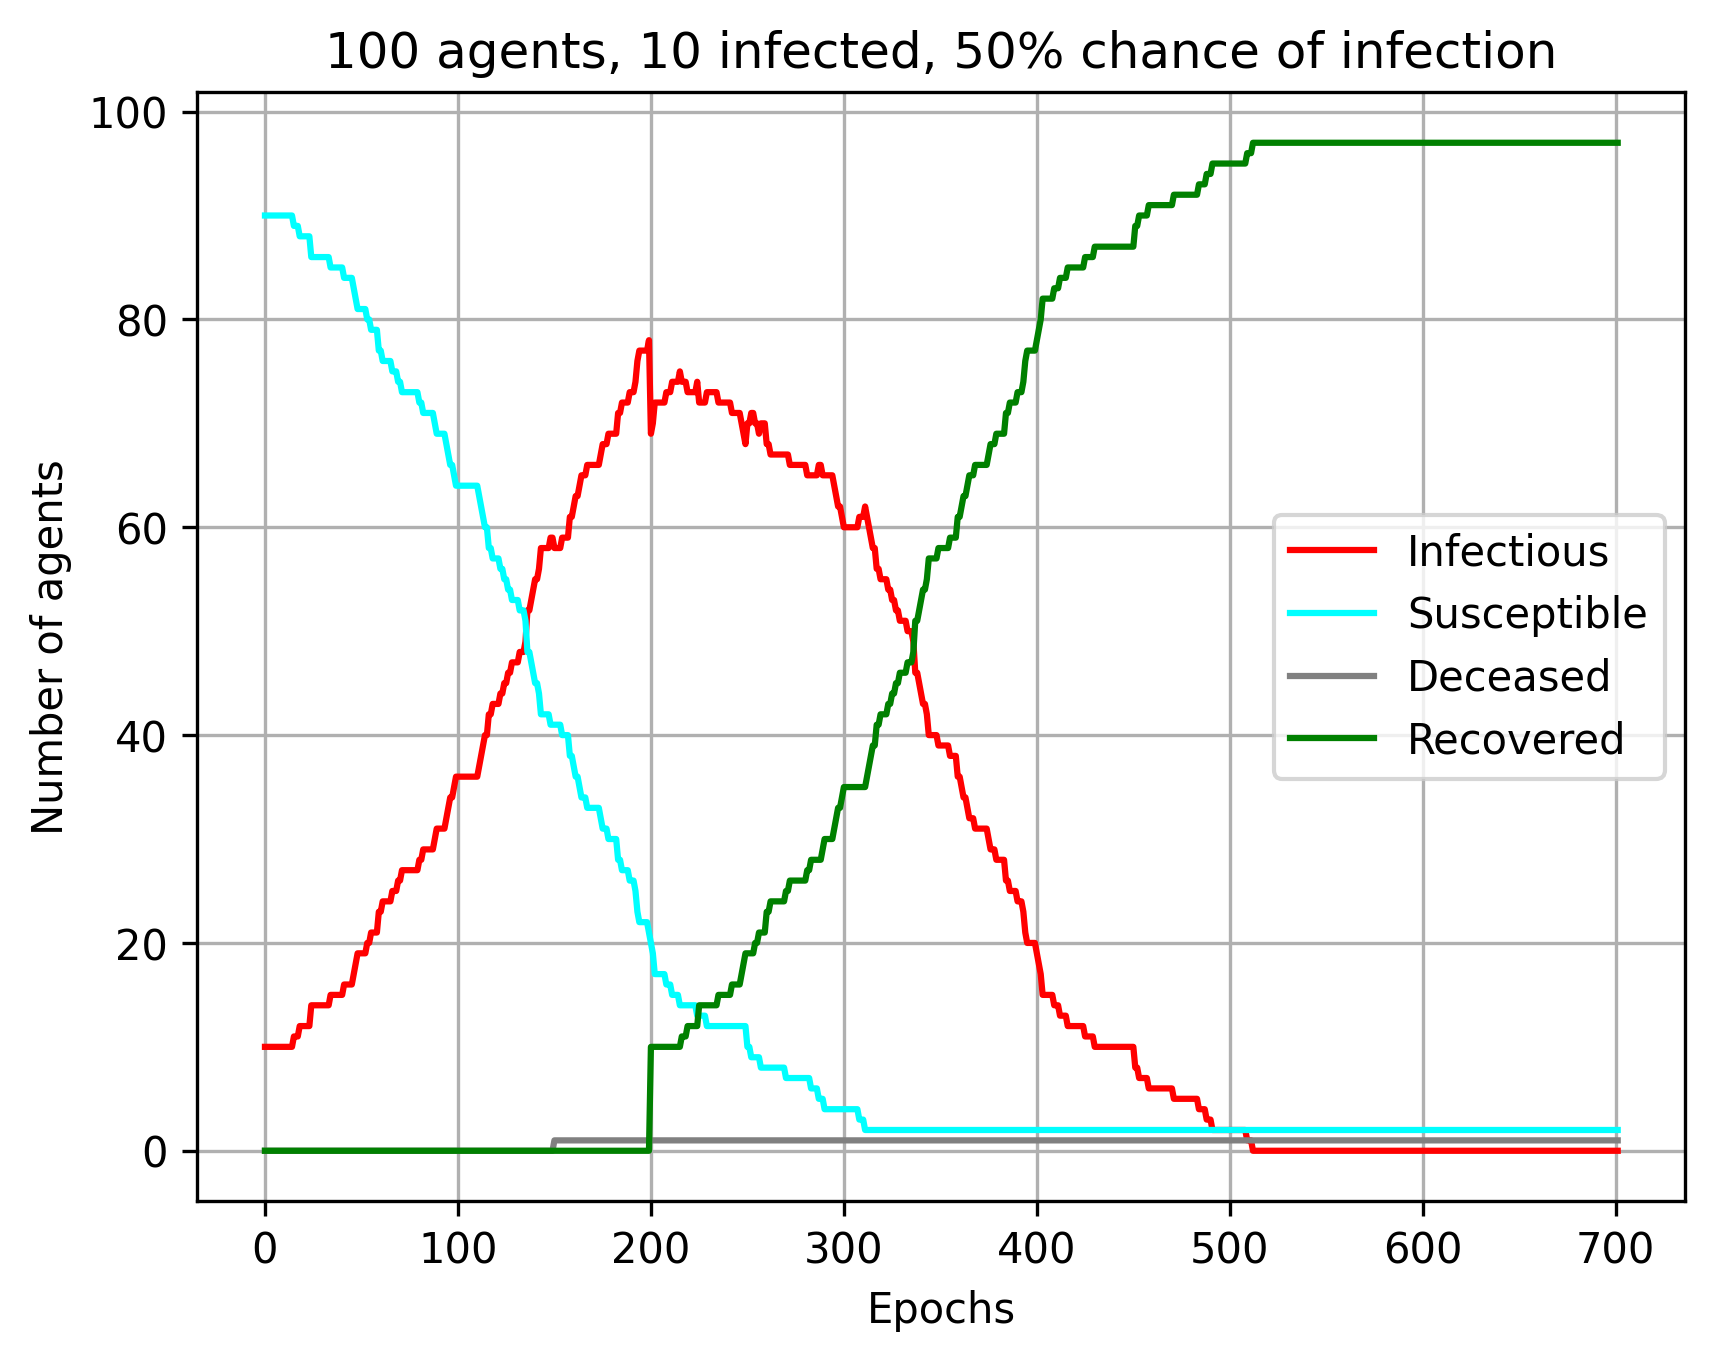 100 agents, 10 infected, 50% chance of infection
100
80
60
40
20
0
Number of agents
Infectious
Susceptible
Deceased
Recovered
0 100 200 300 400 500 600 700
Epochs